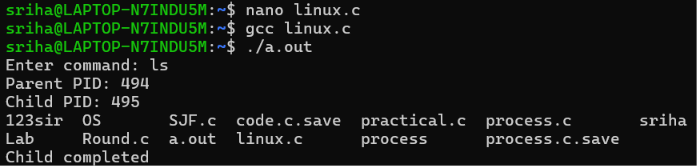 sriha@LAPTOP-N7INDU5M:~$ nano linux.c
sriha@LAPTOP-N7INDU5M:~$ gcc linux.c
sriha@LAPTOP-N7INDU5M:~$ ./a.out
Enter command: ls
Parent PID: 494
Child PID: 495
123sir  OS       SJF.c  code.c.save  practical.c  process.c       sriha
Lab     Round.c  a.out  linux.c      process      process.c.save
Child completed